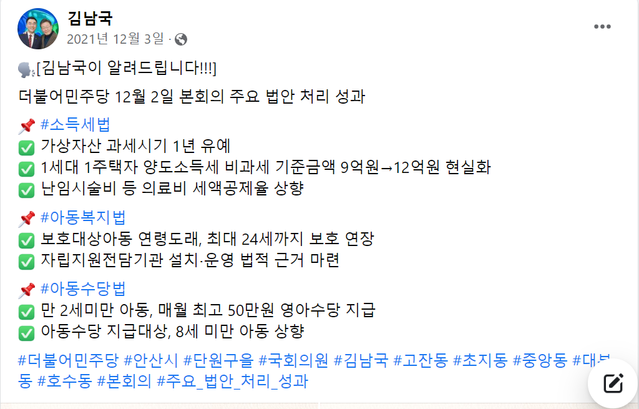 김남국
2021년 12월 3일 ·
[김남국이 알려드립니다!!!]
더불어민주당 12월 2일 본회의 주요 법안 처리 성과
#소득세법
가상자산 과세시기 1년 유예
1세대 1주택자 양도소득세 비과세 기준금액 9억원→12억원 현실화
난임시술비 등 의료비 세액공제율 상향
#아동복지법
보호대상아동 연령도래, 최대 24세까지 보호 연장
자립지원전담기관 설치·운영 법적 근거 마련
#아동수당법
만 2세미만 아동, 매월 최고 50만원 영아수당 지급
아동수당 지급대상, 8세 미만 아동 상향
#더불어민주당 #안산시 #단원구을 #국회의원 #김남국 #고잔동 #초지동 #중앙동 #대부
동 #호수동 #본회의 #주요_법안_처리_성과